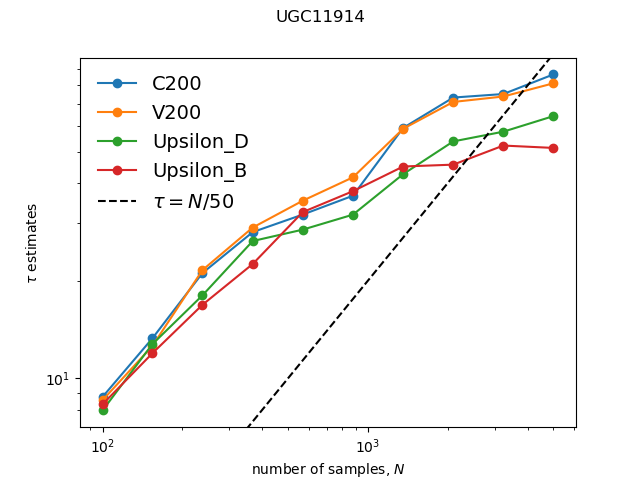 UGC11914
C200
V200
Upsilon_D
Upsilon_B
τ = N/50
τ estimates
10¹
10² 10³
number of samples, N